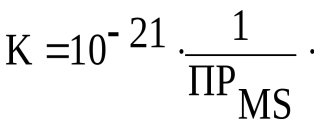 K = 10⁻²¹ · 1/ПР_MS ·